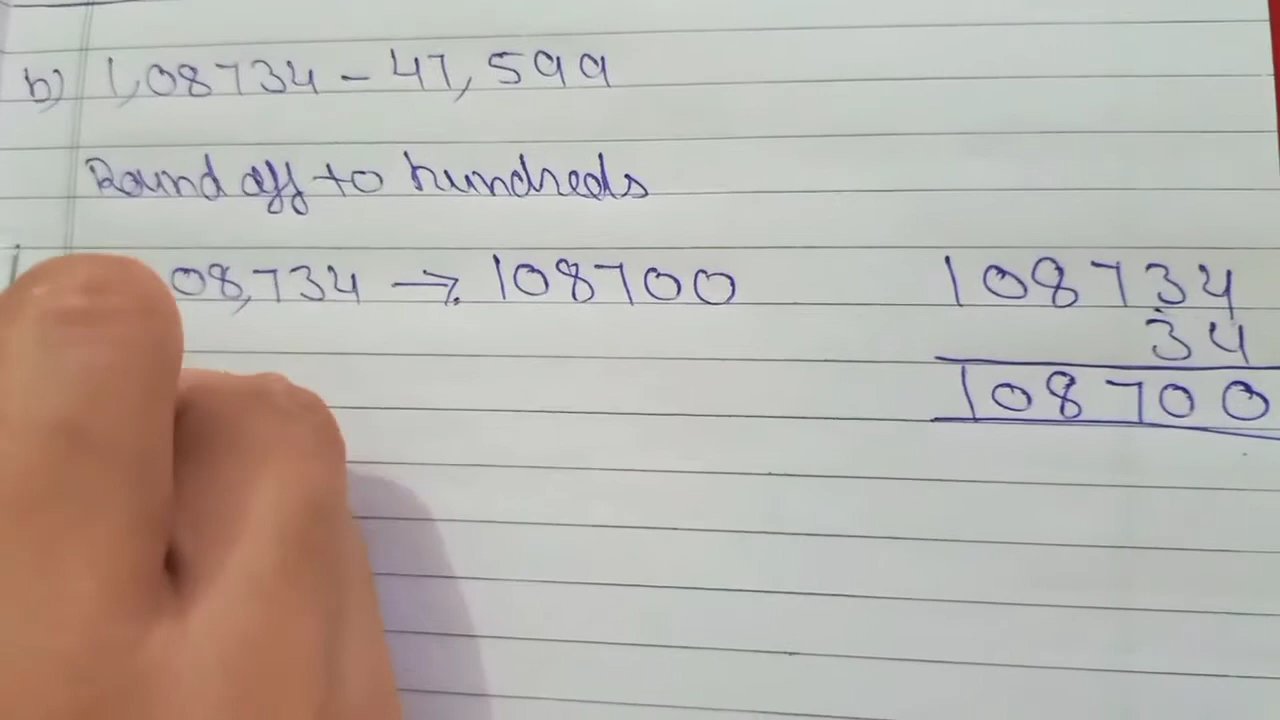 b) 1,08734 - 47,599
Round off to hundreds
08,734 → 108700
108734
34
108700